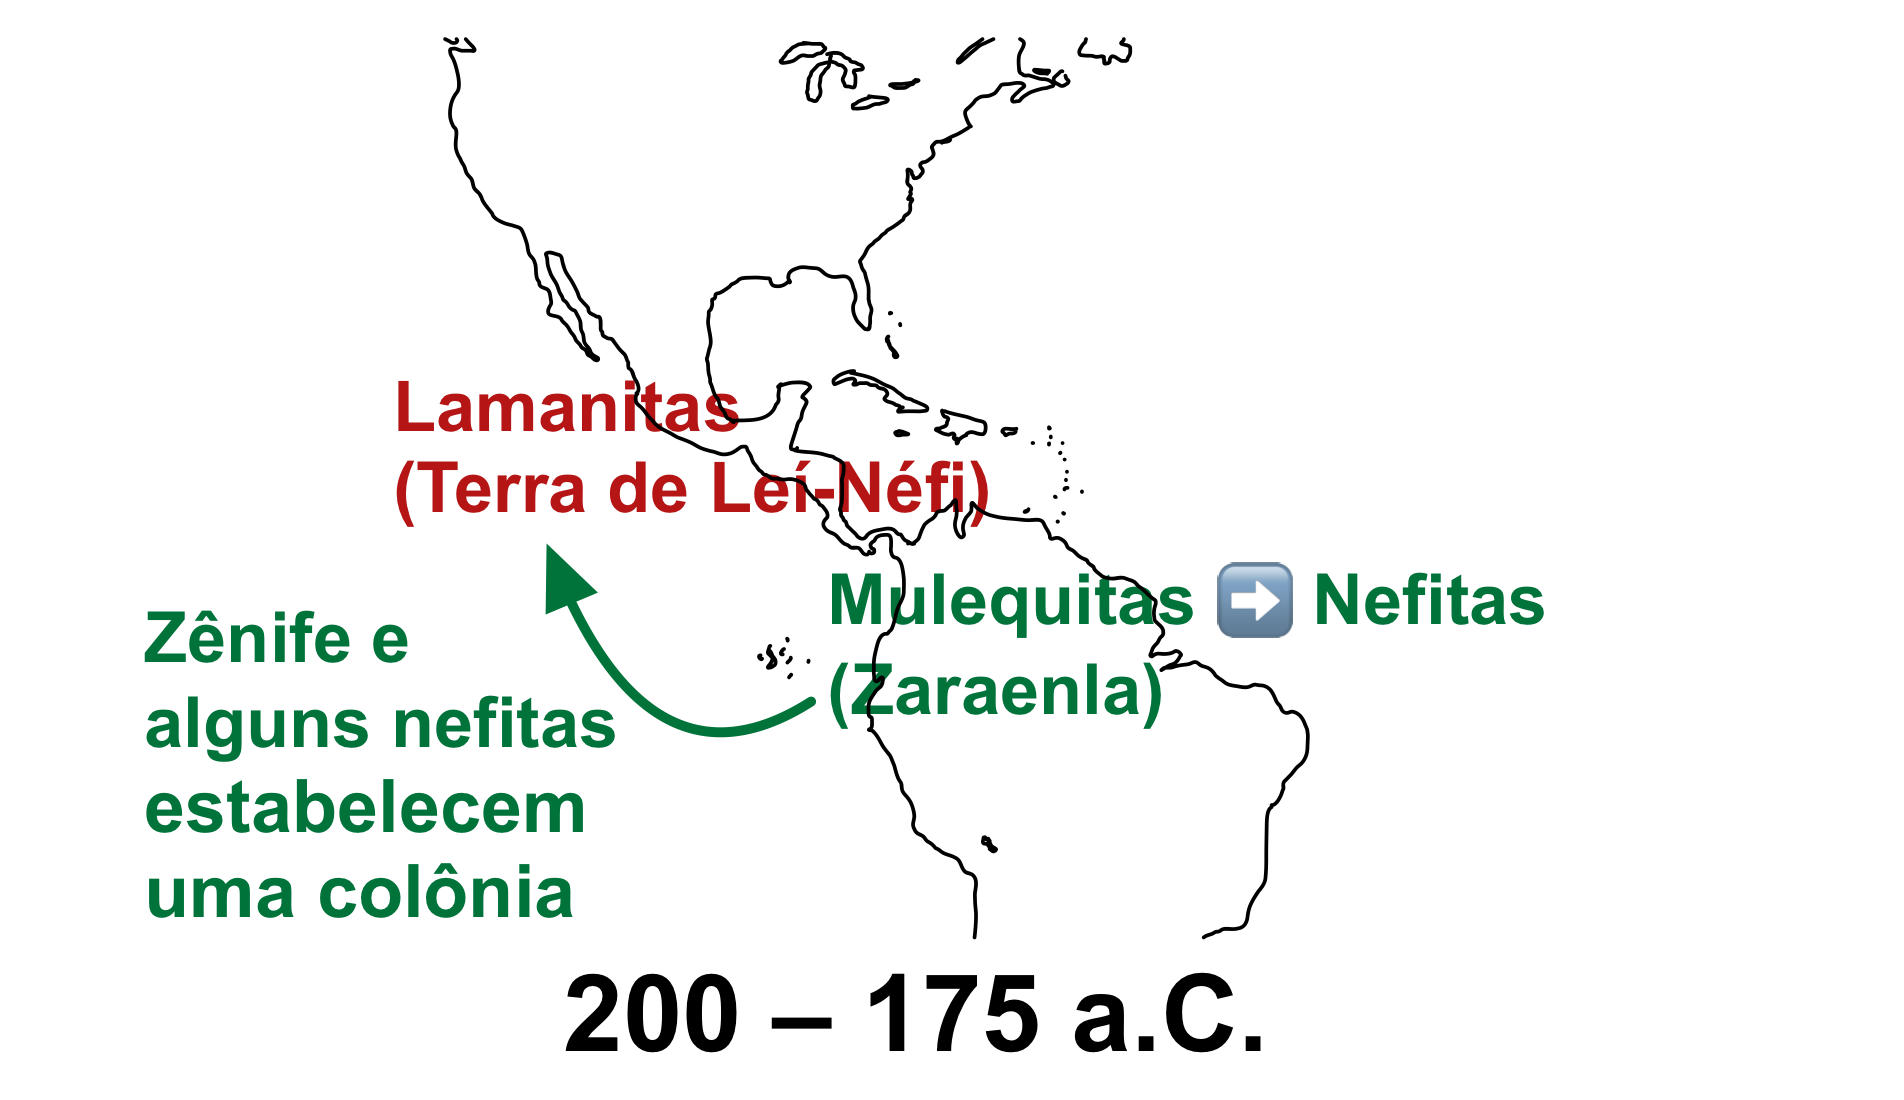 Lamanitas
(Terra de Leí-Néfi)
Mulequitas ➡️ Nefitas
(Zaraenla)
Zênife e
alguns nefitas
estabelecem
uma colônia
200 – 175 a.C.